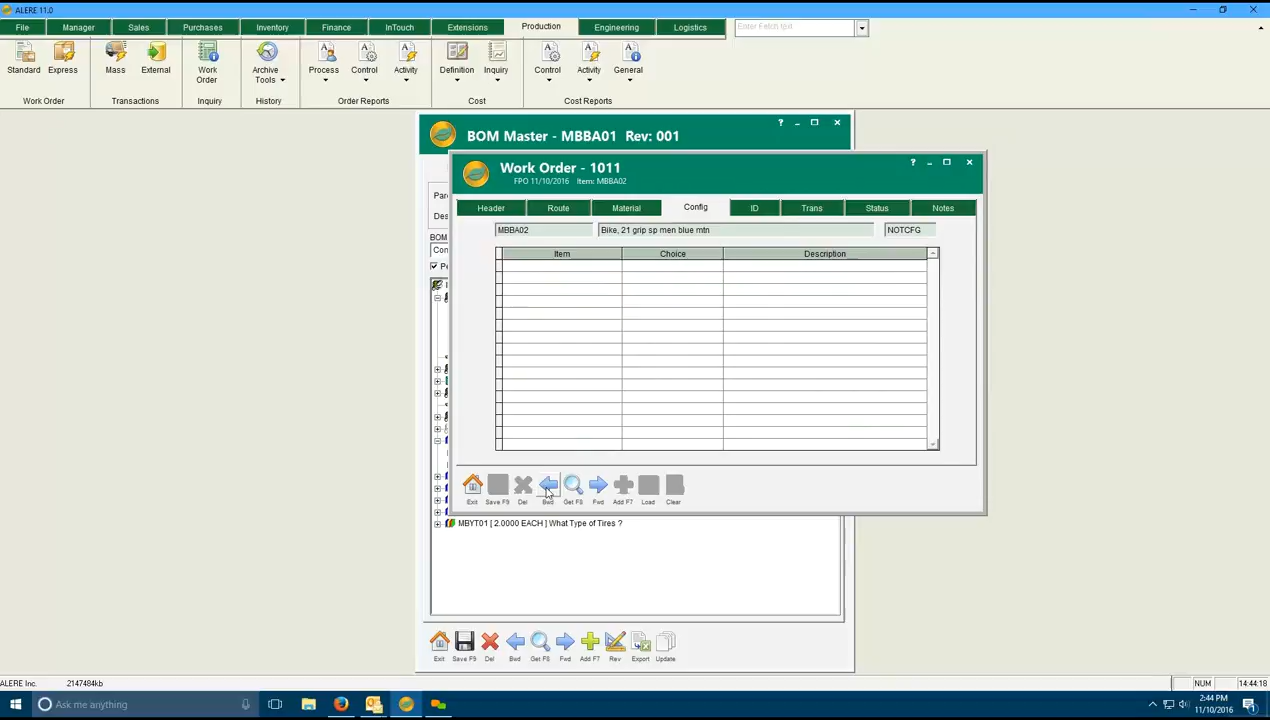 ALERE 11.0
File Manager Sales Purchases Inventory Finance InTouch Extensions Production Engineering Logistics Enter Fetch text
Standard Express Mass External Work Order Archive Tools Process Control Activity Definition Inquiry Control Activity General
Work Order Transactions Inquiry History Order Reports Cost Cost Reports
BOM Master - MBBA01 Rev: 001
?
Work Order - 1011
FPO 11/10/2016 Item: MBBA02
?
Header Route Material Config ID Trans Status Notes
MBBA02 Bike, 21 grip sp men blue mtn NOTCFG
Item Choice Description
Exit Save F9 Del Bwd Get F8 Fwd Add F7 Load Clear
MBYT01 [ 2.0000 EACH ] What Type of Tires ?
Exit Save F9 Del Bwd Get F8 Fwd Add F7 Rev Export Update
ALERE Inc. 2147484kb NUM 14:44:18
Ask me anything
2:44 PM
11/10/2016